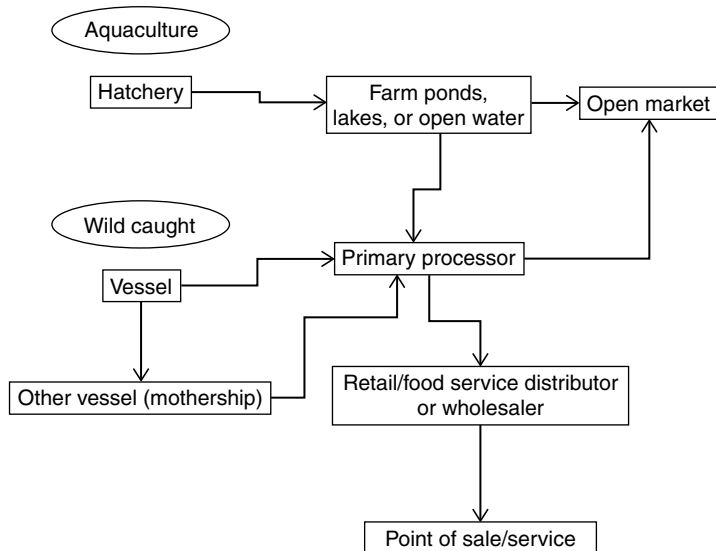 Aquaculture
Hatchery
Farm ponds,
lakes, or open water
Open market
Wild caught
Primary processor
Vessel
Other vessel (mothership)
Retail/food service distributor
or wholesaler
Point of sale/service